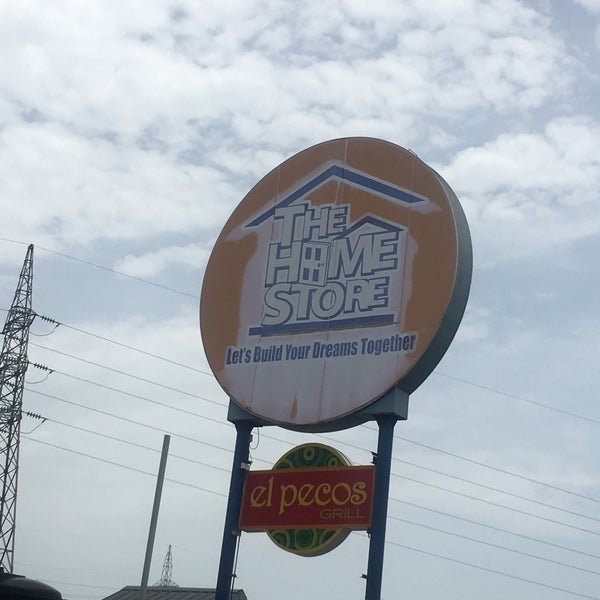 THE
HOME
STORE
Let's Build Your Dreams Together
el pecos
GRILL